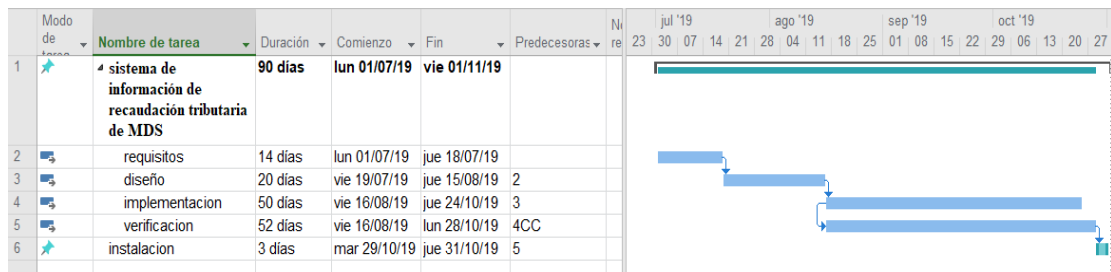 Modo de tarea Nombre de tarea Duración Comienzo Fin Predecesoras re
jul '19 ago '19 sep '19 oct '19
23 30 07 14 21 28 04 11 18 25 01 08 15 22 29 06 13 20 27
1 sistema de información de recaudación tributaria de MDS 90 días lun 01/07/19 vie 01/11/19
2 requisitos 14 días lun 01/07/19 jue 18/07/19
3 diseño 20 días vie 19/07/19 jue 15/08/19 2
4 implementacion 50 días vie 16/08/19 jue 24/10/19 3
5 verificacion 52 días vie 16/08/19 lun 28/10/19 4CC
6 instalacion 3 días mar 29/10/19 jue 31/10/19 5